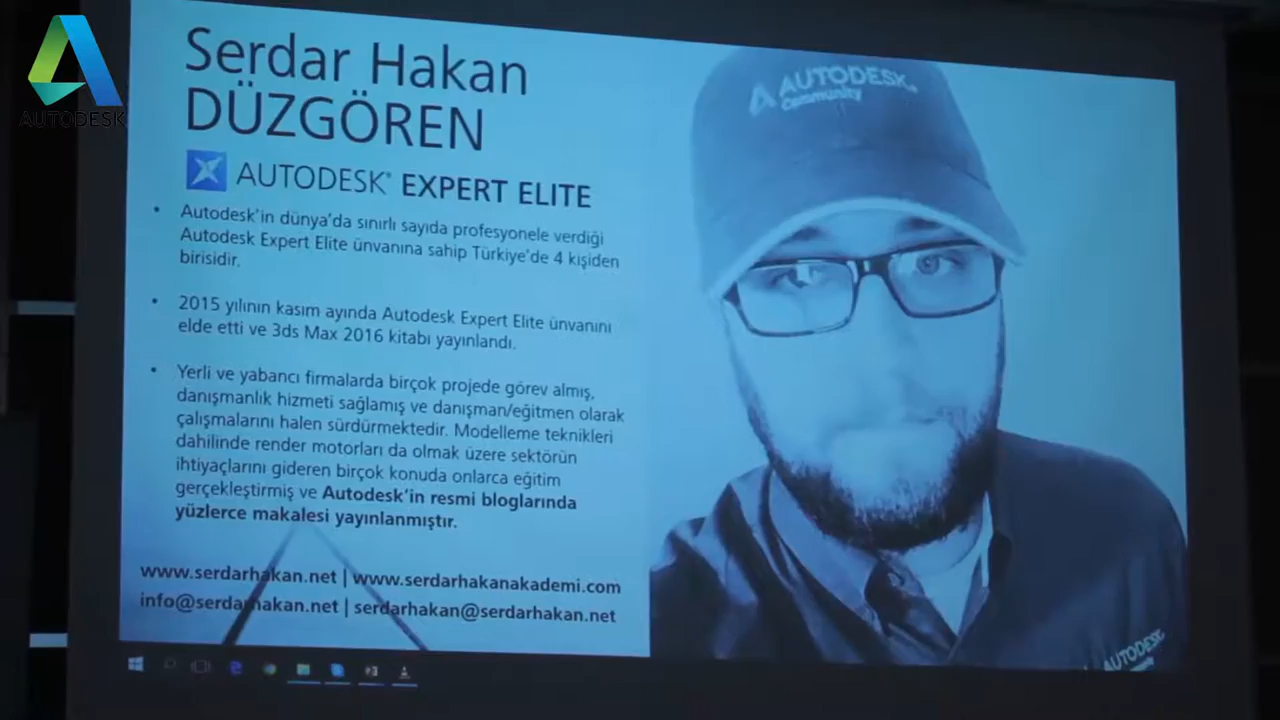 AUTODESK
Serdar Hakan
DÜZGÖREN
AUTODESK® EXPERT ELITE
• Autodesk'in dünya'da sınırlı sayıda profesyonele verdiği
Autodesk Expert Elite ünvanına sahip Türkiye'de 4 kişiden
birisidir.
• 2015 yılının kasım ayında Autodesk Expert Elite ünvanını
elde etti ve 3ds Max 2016 kitabı yayınlandı.
• Yerli ve yabancı firmalarda birçok projede görev almış,
danışmanlık hizmeti sağlamış ve danışman/eğitmen olarak
çalışmalarını halen sürdürmektedir. Modelleme teknikleri
dahilinde render motorları da olmak üzere sektörün
ihtiyaçlarını gideren birçok konuda onlarca eğitim
gerçekleştirmiş ve Autodesk'in resmi bloglarında
yüzlerce makalesi yayınlanmıştır.
www.serdarhakan.net | www.serdarhakanakademi.com
info@serdarhakan.net | serdarhakan@serdarhakan.net
AUTODESK.
Community
AUTODESK